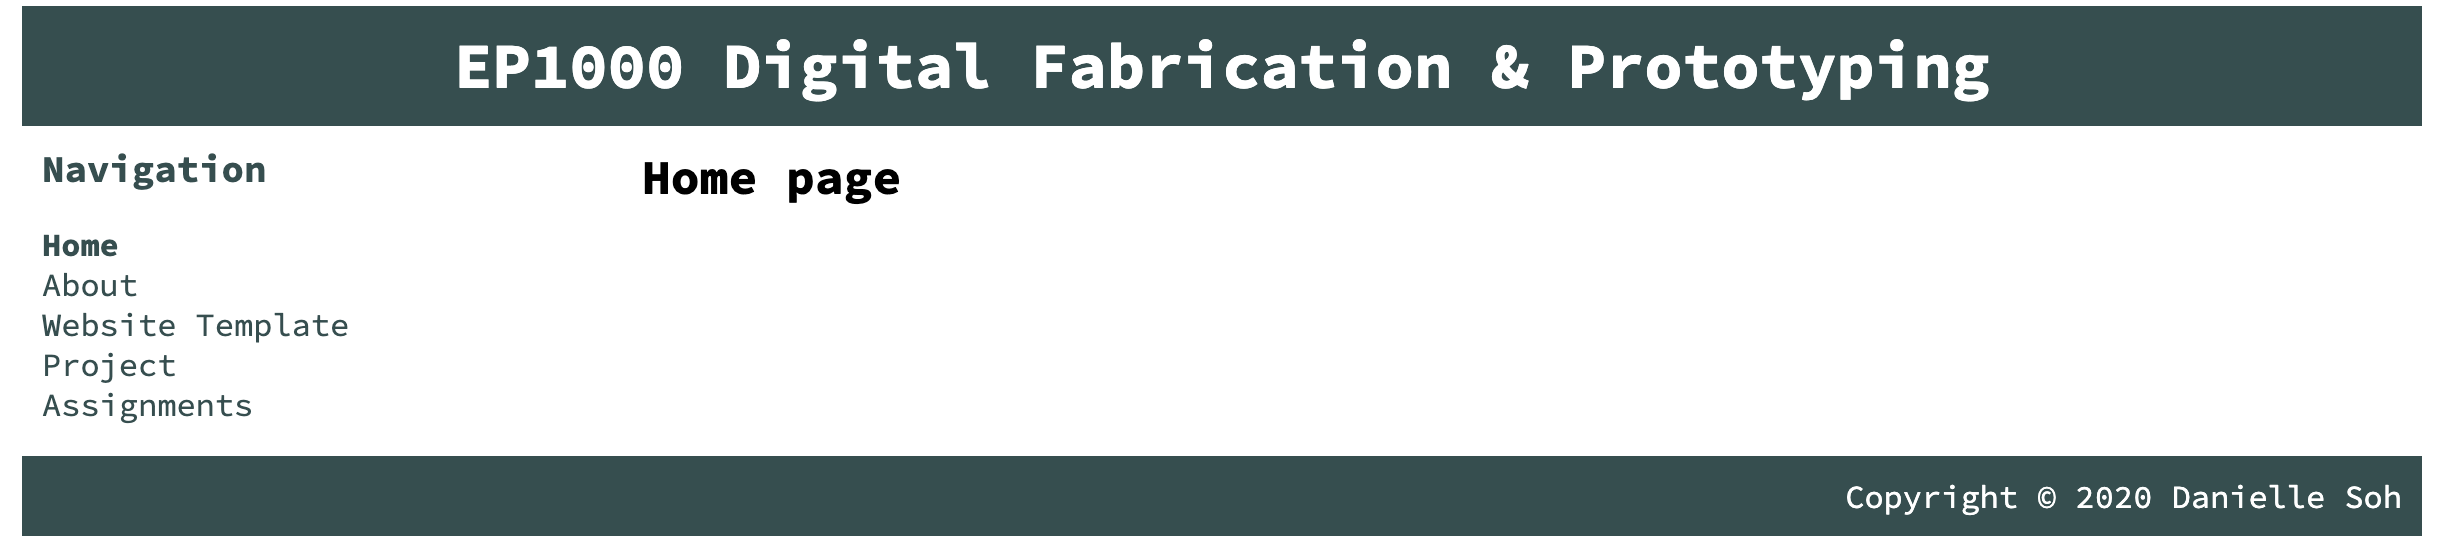 EP1000 Digital Fabrication & Prototyping
Navigation
Home page
Home
About
Website Template
Project
Assignments
Copyright © 2020 Danielle Soh